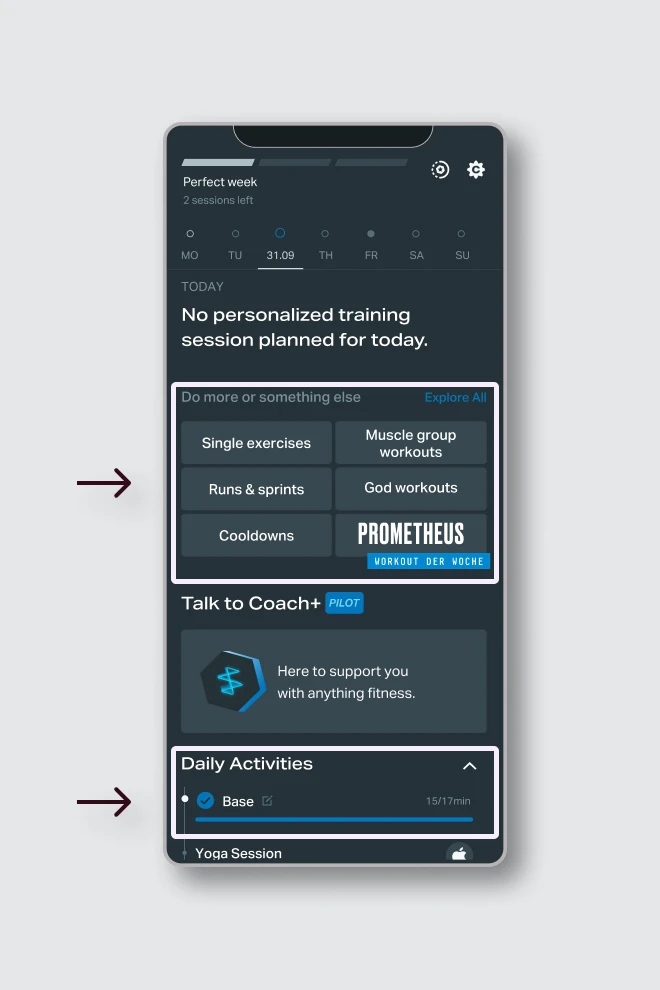 Perfect week
2 sessions left
MO TU 31.09 TH FR SA SU
TODAY
No personalized training
session planned for today.
Do more or something else Explore All
Single exercises
Muscle group
workouts
Runs & sprints
God workouts
Cooldowns
PROMETHEUS
WORKOUT DER WOCHE
Talk to Coach+ PILOT
Here to support you
with anything fitness.
Daily Activities
Base 15/17min
Yoga Session